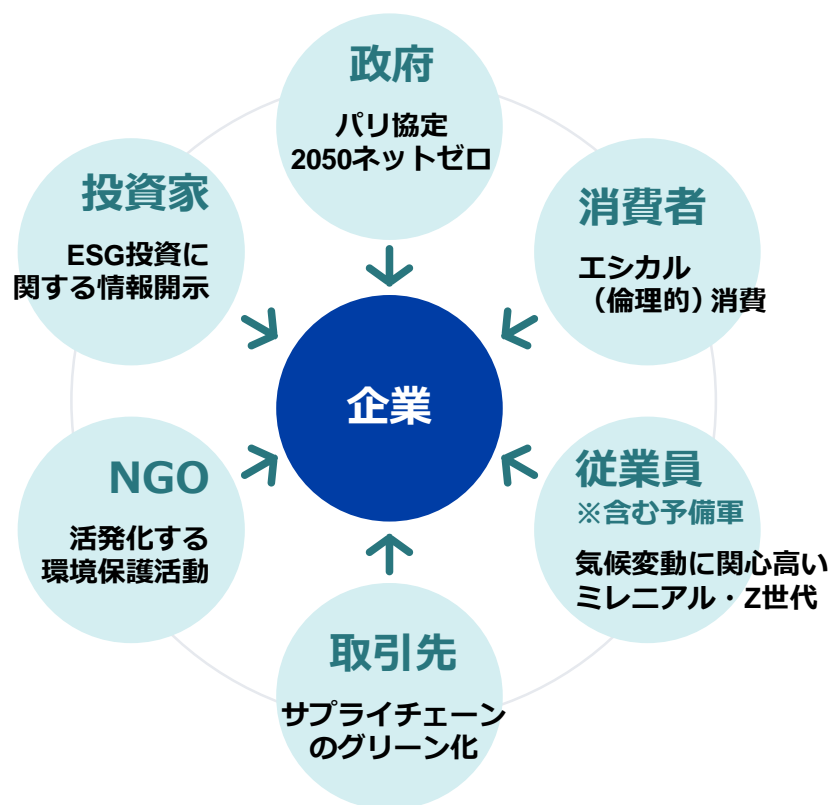 政府
パリ協定
2050ネットゼロ
投資家
ESG投資に
関する情報開示
消費者
エシカル
（倫理的）消費
企業
NGO
活発化する
環境保護活動
従業員
※含む予備軍
気候変動に関心高い
ミレニアル・Z世代
取引先
サプライチェーン
のグリーン化